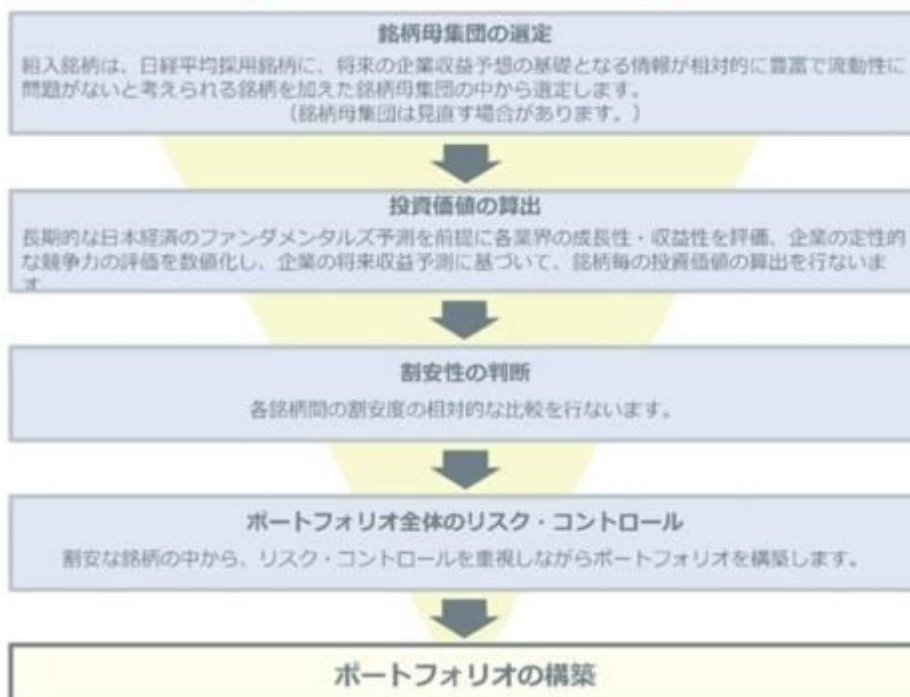 銘柄母集団の選定
組入銘柄は、日経平均採用銘柄に、将来の企業収益予想の基礎となる情報が相対的に豊富で流動性に
問題がないと考えられる銘柄を加えた銘柄母集団の中から選定します。
（銘柄母集団は見直す場合があります。）
投資価値の算出
長期的な日本経済のファンダメンタルズ予測を前提に各業界の成長性・収益性を評価、企業の定性的
な競争力の評価を数値化し、企業の将来収益予測に基づいて、銘柄毎の投資価値の算出を行ないま
す
割安性の判断
各銘柄間の割安度の相対的な比較を行ないます。
ポートフォリオ全体のリスク・コントロール
割安な銘柄の中から、リスク・コントロールを重視しながらポートフォリオを構築します。
ポートフォリオの構築